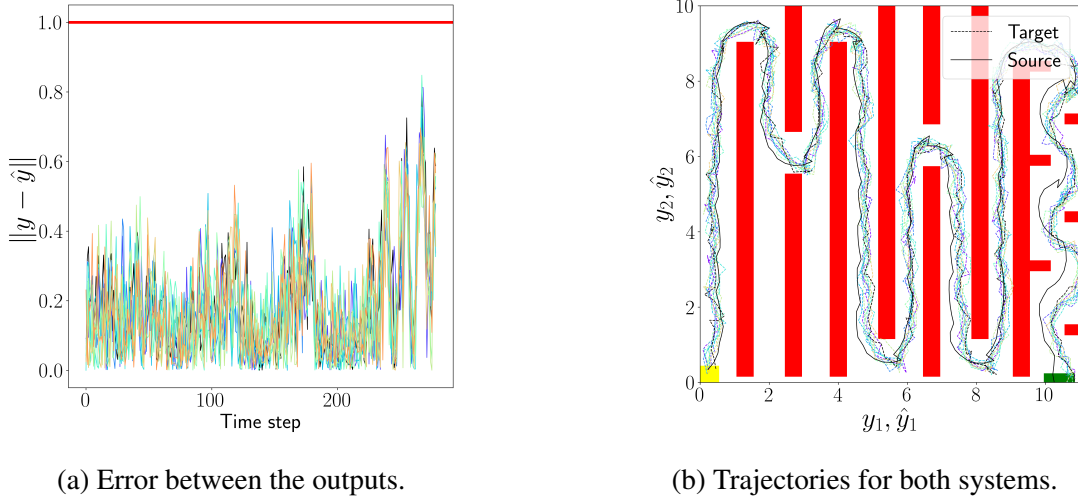 1.0
0.8
0.6
0.4
0.2
0.0
‖y − ŷ‖
0
100
200
Time step
(a) Error between the outputs.
10
8
6
4
2
0
y₂, ŷ₂
Target
Source
0
2
4
6
8
10
y₁, ŷ₁
(b) Trajectories for both systems.